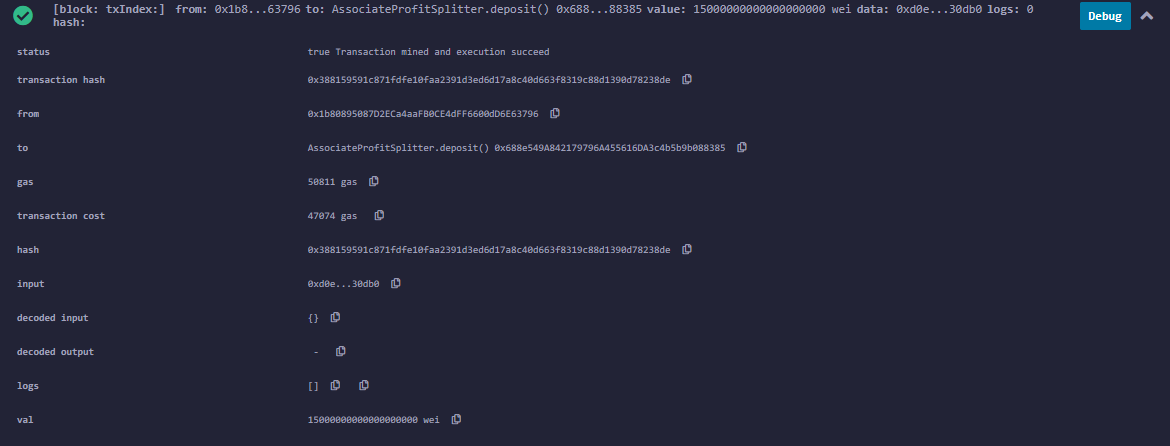 [block: txIndex:] from: 0x1b8...63796 to: AssociateProfitSplitter.deposit() 0x688...88385 value: 15000000000000000000 wei data: 0xd0e...30db0 logs: 0
hash:
Debug
status true Transaction mined and execution succeed
transaction hash 0x388159591c871fdfe10faa2391d3ed6d17a8c40d663f8319c88d1390d78238de
from 0x1b80895087D2ECa4aaFB0CE4dFF6600dD6E63796
to AssociateProfitSplitter.deposit() 0x688e549A842179796A455616DA3c4b5b9b088385
gas 50811 gas
transaction cost 47074 gas
hash 0x388159591c871fdfe10faa2391d3ed6d17a8c40d663f8319c88d1390d78238de
input 0xd0e...30db0
decoded input {}
decoded output -
logs []
val 15000000000000000000 wei